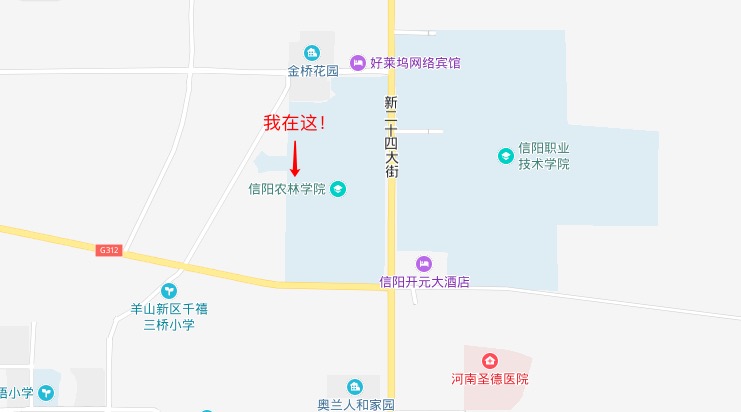 好莱坞网络宾馆
金桥花园
新二十四大街
我在这！
信阳职业
技术学院
信阳农林学院
G312
信阳开元大酒店
羊山新区千禧
三桥小学
河南圣德医院
语小学
奥兰人和家园